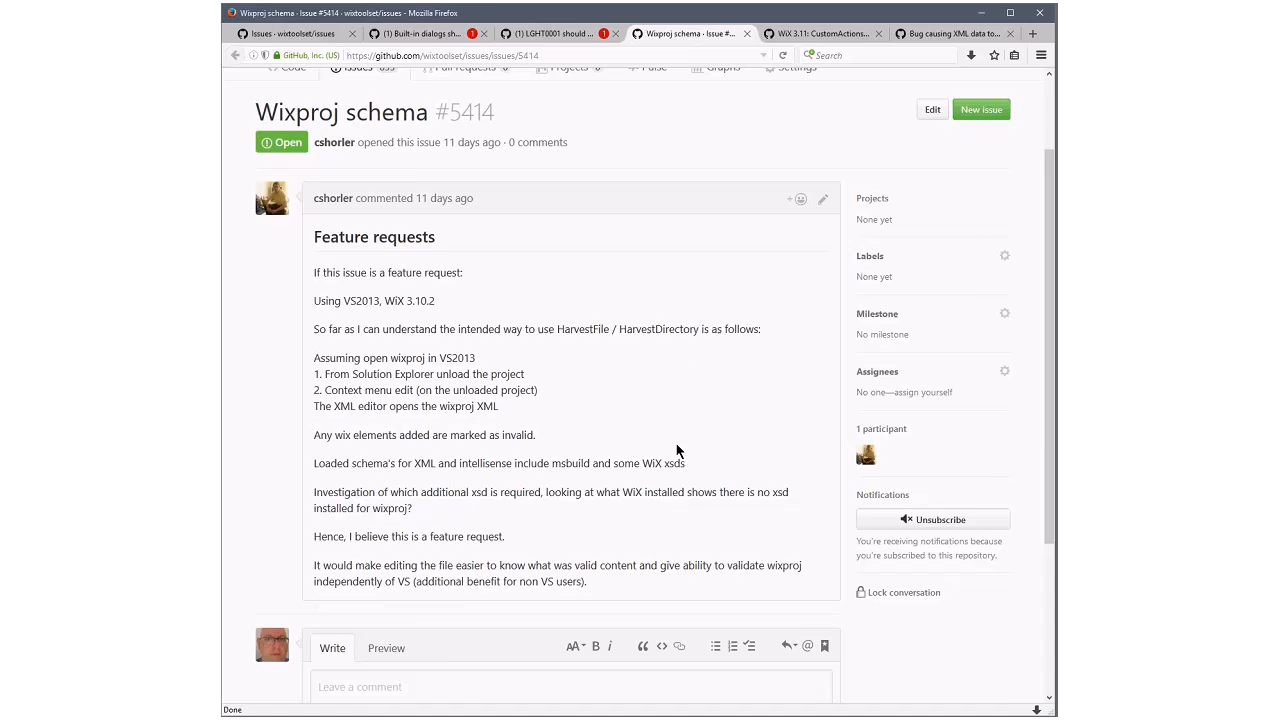 Wixproj schema · Issue #5414 · wixtoolset/issues - Mozilla Firefox
Issues · wixtoolset/issues
(1) Built-in dialogs sh... 1
(1) LGHT0001 should ... 1
Wixproj schema · Issue #...
WiX 3.11: CustomActions...
Bug causing XML data to...
GitHub, Inc. (US)
https://github.com/wixtoolset/issues/issues/5414
Search
Code
Issues
Pull requests
Projects
Pulse
Graphs
Settings
Wixproj schema #5414
Edit
New issue
Open
cshorler opened this issue 11 days ago · 0 comments
cshorler commented 11 days ago
Feature requests
If this issue is a feature request:
Using VS2013, WiX 3.10.2
So far as I can understand the intended way to use HarvestFile / HarvestDirectory is as follows:
Assuming open wixproj in VS2013
1. From Solution Explorer unload the project
2. Context menu edit (on the unloaded project)
The XML editor opens the wixproj XML
Any wix elements added are marked as invalid.
Loaded schema's for XML and intellisense include msbuild and some WiX xsds
Investigation of which additional xsd is required, looking at what WiX installed shows there is no xsd
installed for wixproj?
Hence, I believe this is a feature request.
It would make editing the file easier to know what was valid content and give ability to validate wixproj
independently of VS (additional benefit for non VS users).
Projects
None yet
Labels
None yet
Milestone
No milestone
Assignees
No one—assign yourself
1 participant
Notifications
Unsubscribe
You're receiving notifications because
you're subscribed to this repository.
Lock conversation
Write
Preview
AA B i
Leave a comment
Done